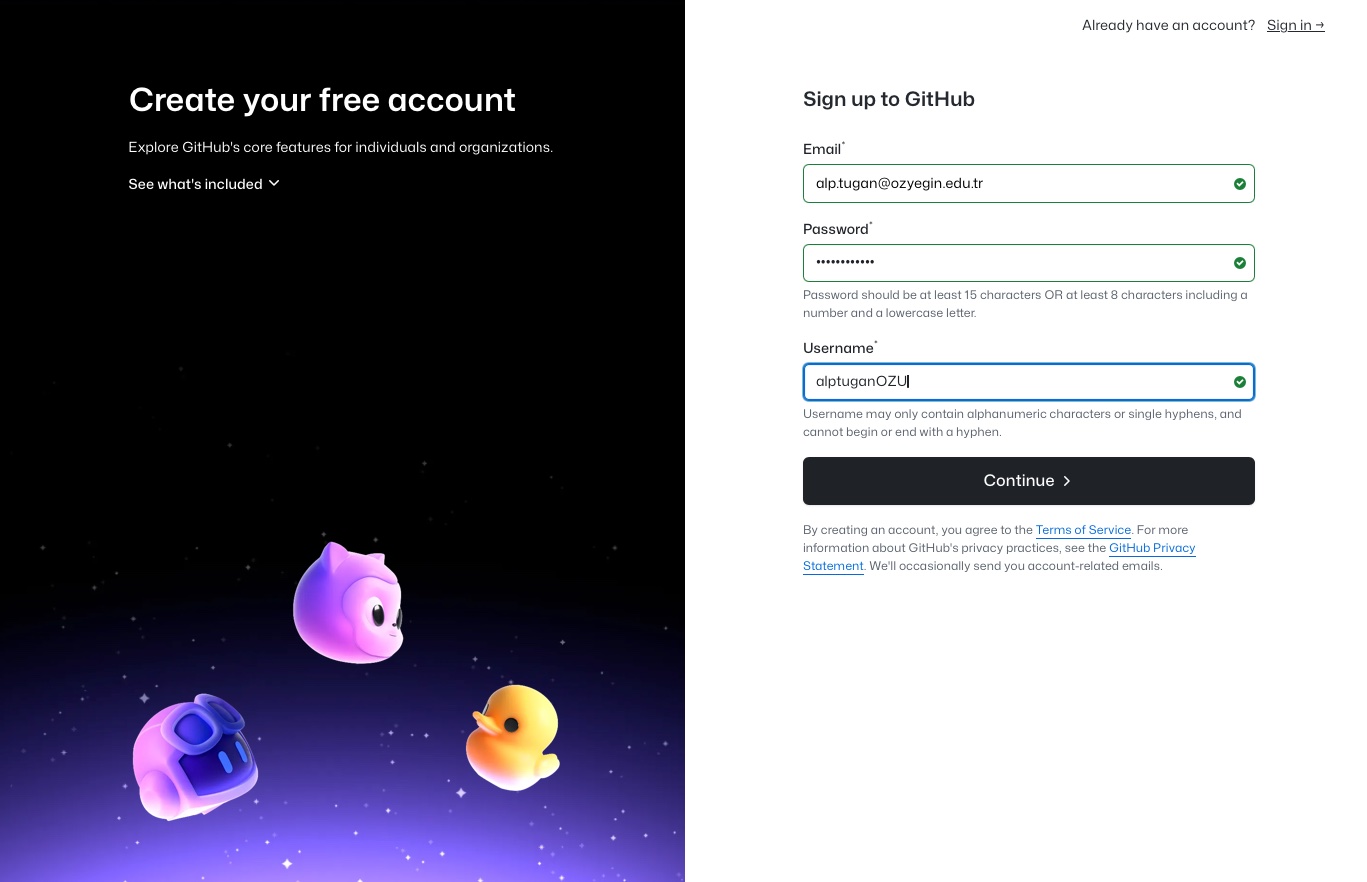 Already have an account? Sign in →
Create your free account
Explore GitHub's core features for individuals and organizations.
See what's included
Sign up to GitHub
Email*
alp.tugan@ozyegin.edu.tr
Password*
••••••••••••
Password should be at least 15 characters OR at least 8 characters including a
number and a lowercase letter.
Username*
alptuganOZU
Username may only contain alphanumeric characters or single hyphens, and
cannot begin or end with a hyphen.
Continue
By creating an account, you agree to the Terms of Service. For more
information about GitHub's privacy practices, see the GitHub Privacy
Statement. We'll occasionally send you account-related emails.